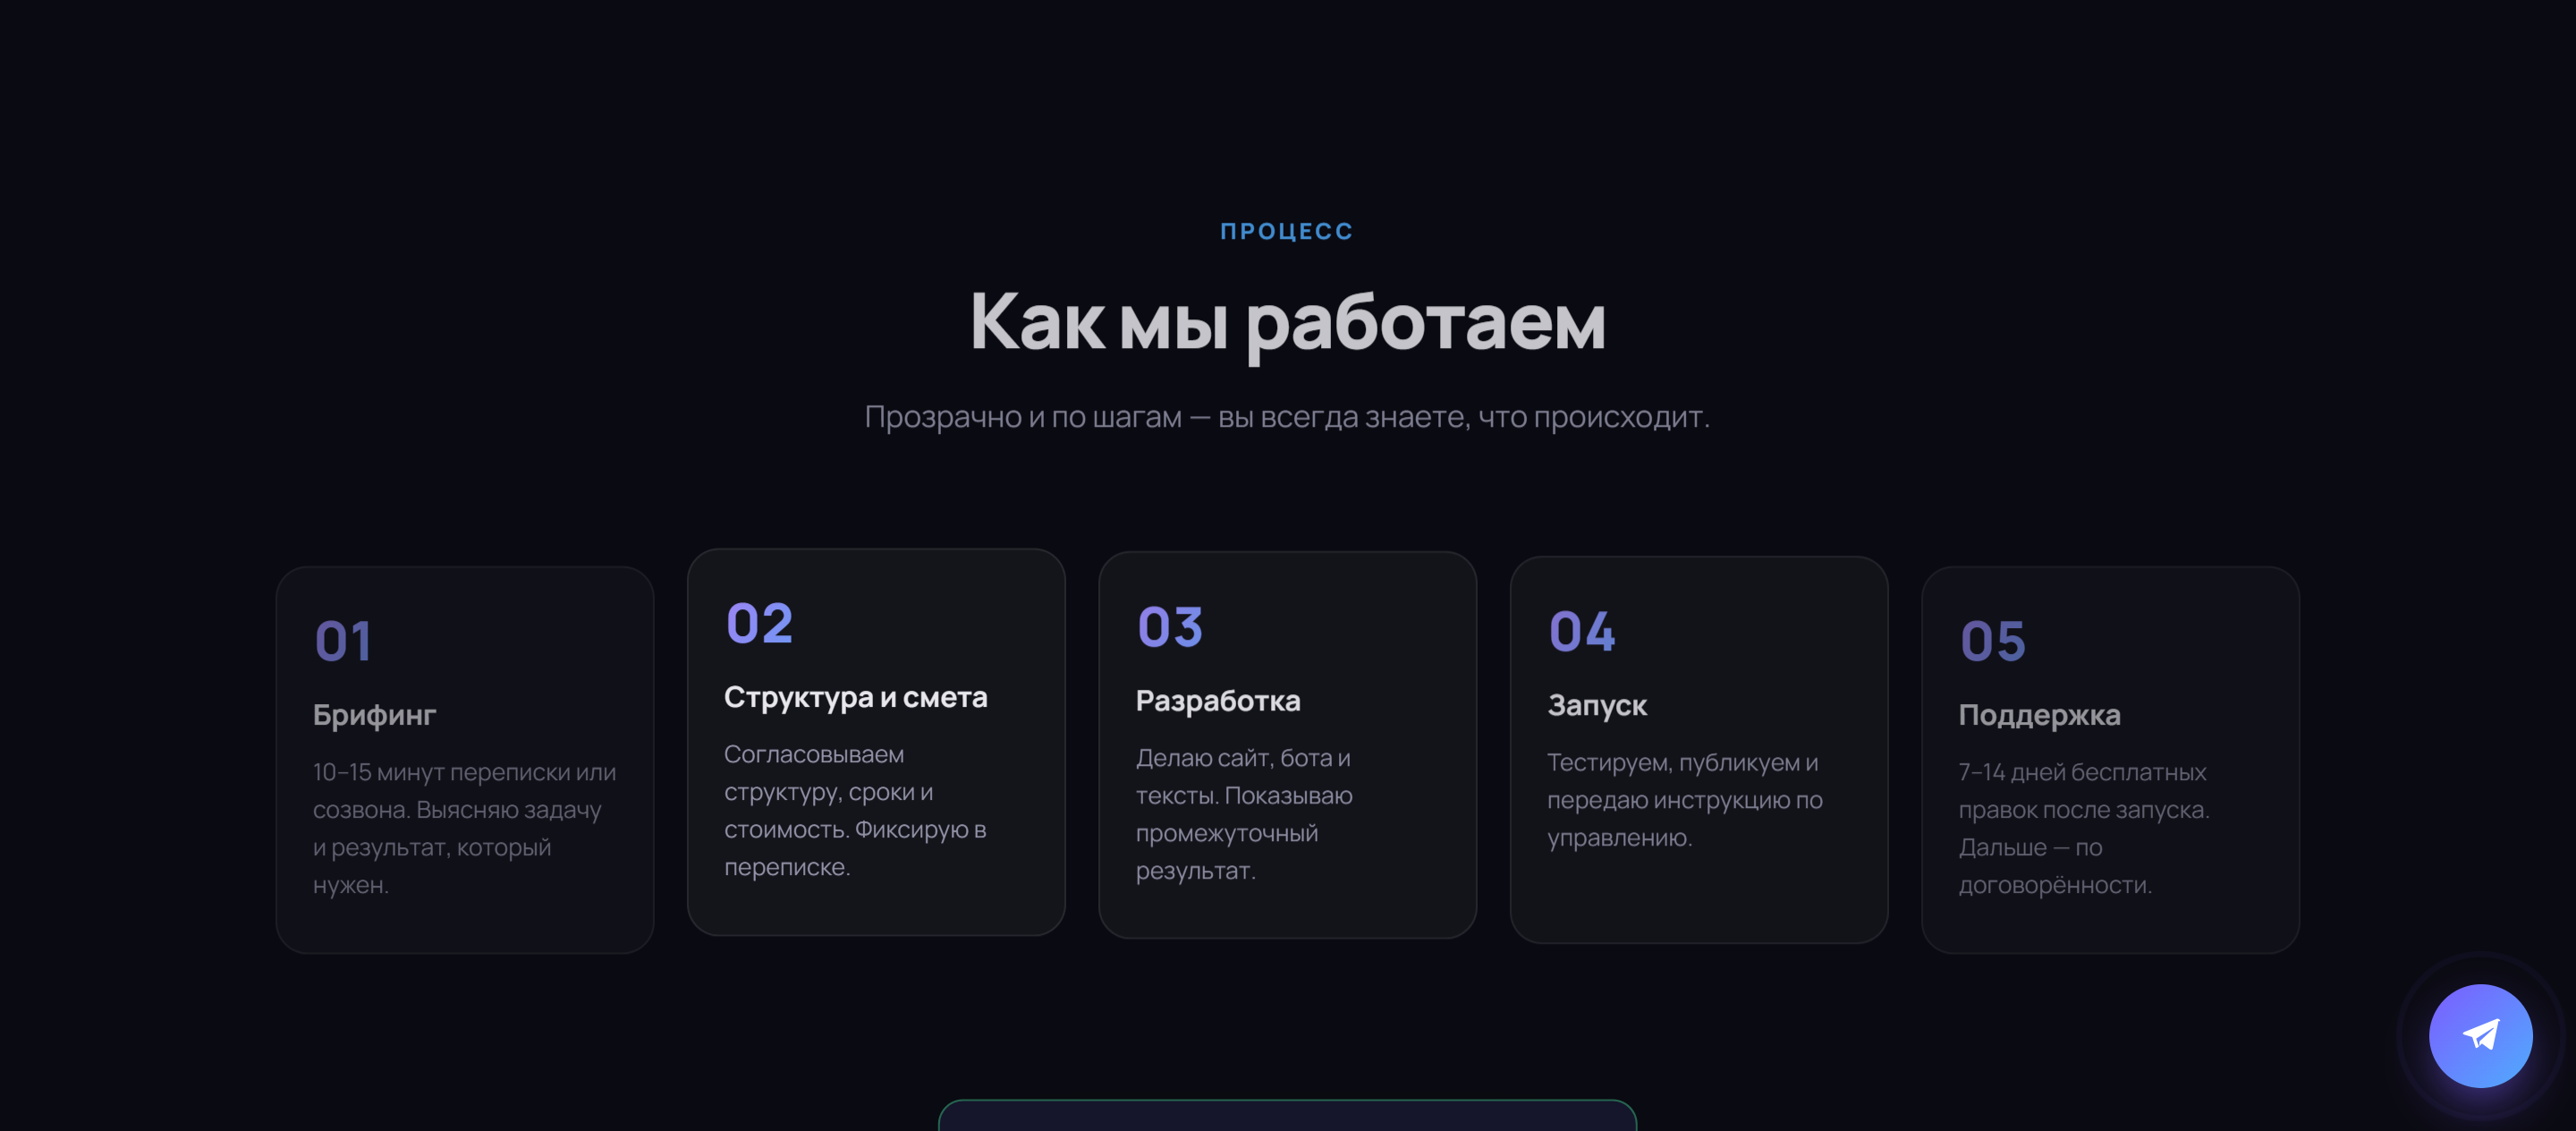 ПРОЦЕСС
Как мы работаем
Прозрачно и по шагам — вы всегда знаете, что происходит.
01
Брифинг
10–15 минут переписки или
созвона. Выясняю задачу
и результат, который
нужен.
02
Структура и смета
Согласовываем
структуру, сроки и
стоимость. Фиксирую в
переписке.
03
Разработка
Делаю сайт, бота и
тексты. Показываю
промежуточный
результат.
04
Запуск
Тестируем, публикуем и
передаю инструкцию по
управлению.
05
Поддержка
7–14 дней бесплатных
правок после запуска.
Дальше — по
договорённости.